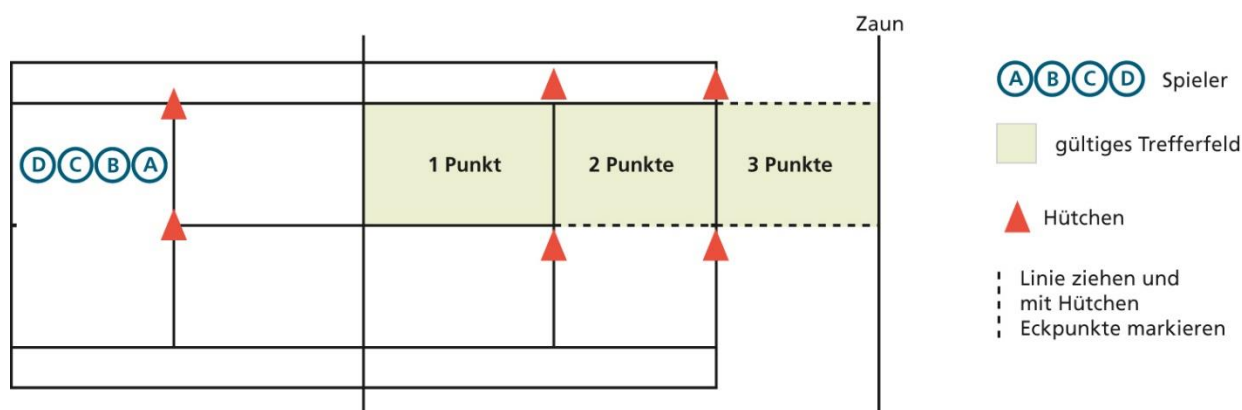 Zaun
A B C D Spieler
gültiges Trefferfeld
D C B A
1 Punkt
2 Punkte
3 Punkte
Hütchen
Linie ziehen und
mit Hütchen
Eckpunkte markieren